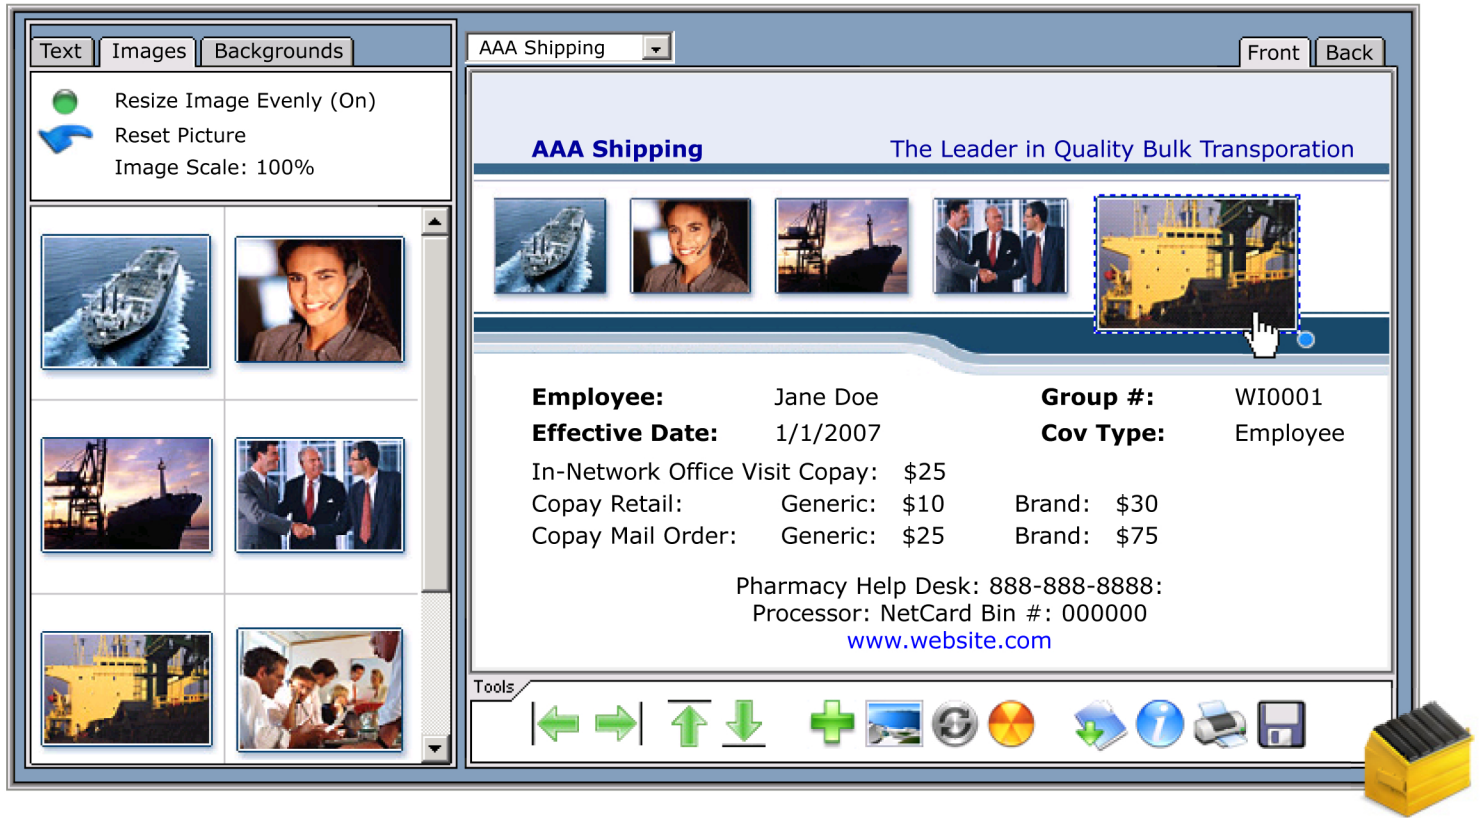 Text Images Backgrounds
Resize Image Evenly (On)
Reset Picture
Image Scale: 100%
AAA Shipping
Front Back
AAA Shipping The Leader in Quality Bulk Transporation
Employee: Jane Doe Group #: WI0001
Effective Date: 1/1/2007 Cov Type: Employee
In-Network Office Visit Copay: $25
Copay Retail: Generic: $10 Brand: $30
Copay Mail Order: Generic: $25 Brand: $75
Pharmacy Help Desk: 888-888-8888:
Processor: NetCard Bin #: 000000
www.website.com
Tools